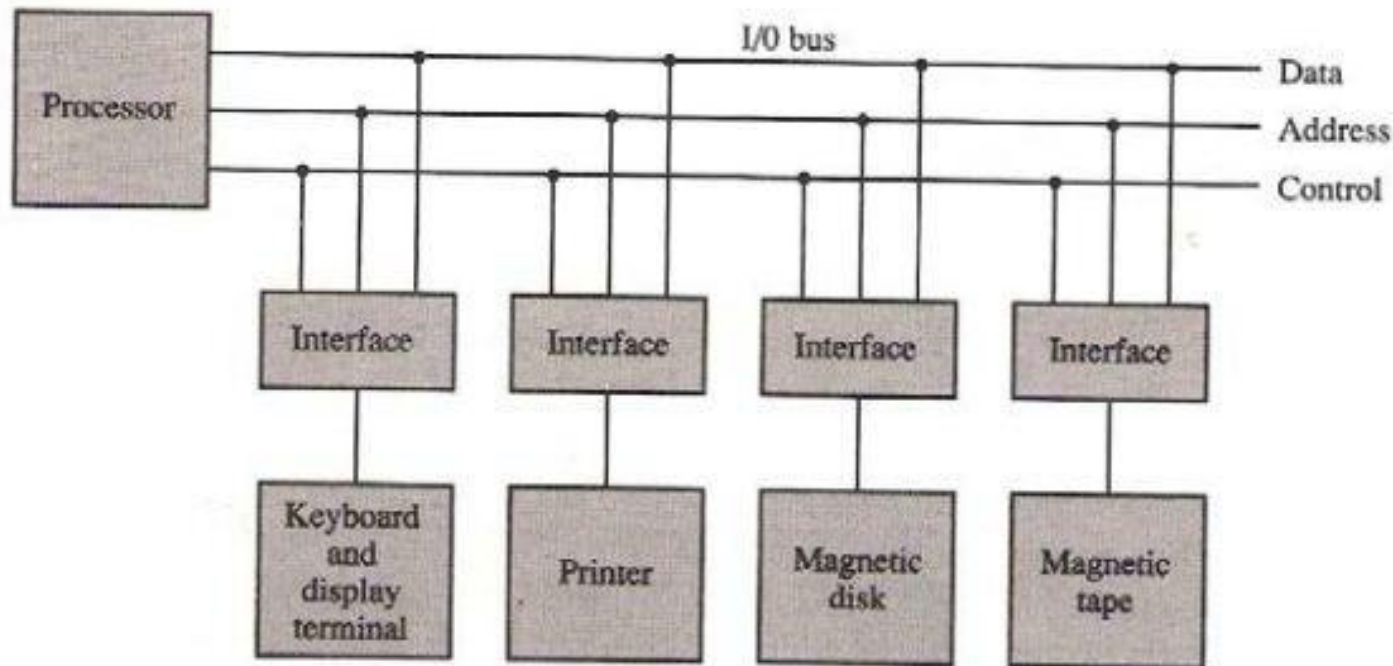 I/0 bus
Data
Processor
Address
Control
Interface
Interface
Interface
Interface
Keyboard
and
display
terminal
Printer
Magnetic
disk
Magnetic
tape